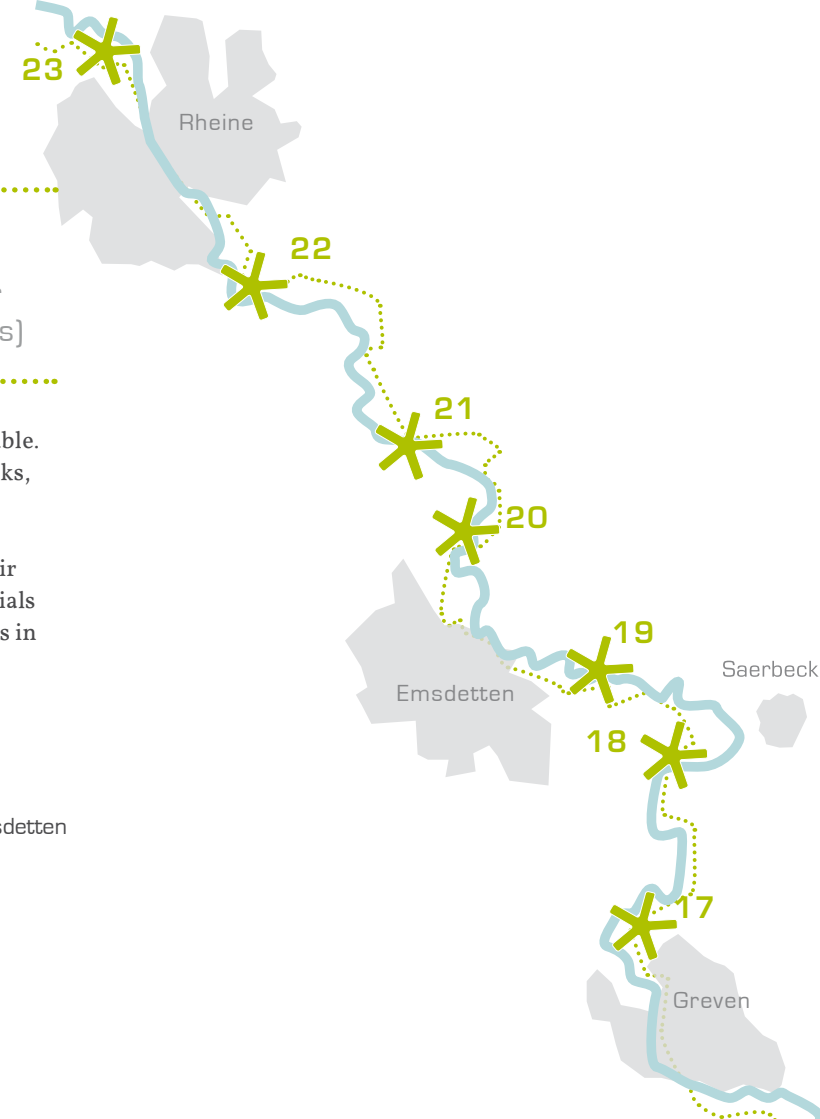 23
Rheine
22
s)
21
ble.
ks,
20
ir
ials
s in
19
Saerbeck
Emsdetten
18
sdetten
17
Greven